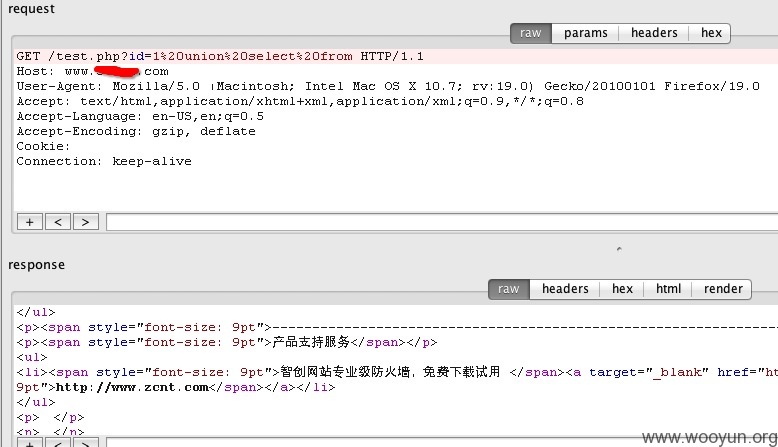 request
raw params headers hex
GET /test.php?id=1%20union%20select%20from HTTP/1.1
Host: www. .com
User-Agent: Mozilla/5.0 (Macintosh; Intel Mac OS X 10.7; rv:19.0) Gecko/20100101 Firefox/19.0
Accept: text/html,application/xhtml+xml,application/xml;q=0.9,*/*;q=0.8
Accept-Language: en-US,en;q=0.5
Accept-Encoding: gzip, deflate
Cookie:
Connection: keep-alive
+ < >
response
raw headers hex html render
</ul>
<p><span style="font-size: 9pt">---------------------------------------------------------------
<p><span style="font-size: 9pt">产品支持服务</span></p>
<ul>
<li><span style="font-size: 9pt">智创网站专业级防火墙，免费下载试用 </span><a target="_blank" href="ht
9pt">http://www.zcnt.com</span></a></li>
</ul>
<p> </p>
<p> </p>
+ < >
www.wooyun.org